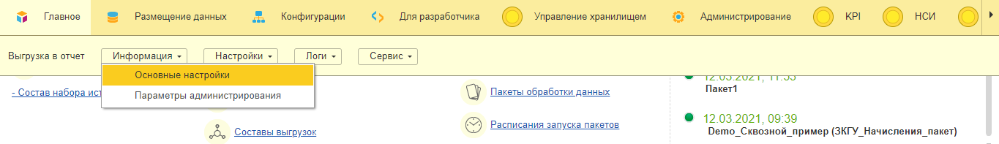 Главное Размещение данных Конфигурации Для разработчика Управление хранилищем Администрирование KPI НСИ
Выгрузка в отчет Информация Настройки Логи Сервис
Основные настройки
Параметры администрирования
- Состав набора ист
Составы выгрузок
Пакеты обработки данных
Расписания запуска пакетов
12.03.2021, 11:53
Пакет1
12.03.2021, 09:39
Demo_Сквозной_пример (ЗКГУ_Начисления_пакет)